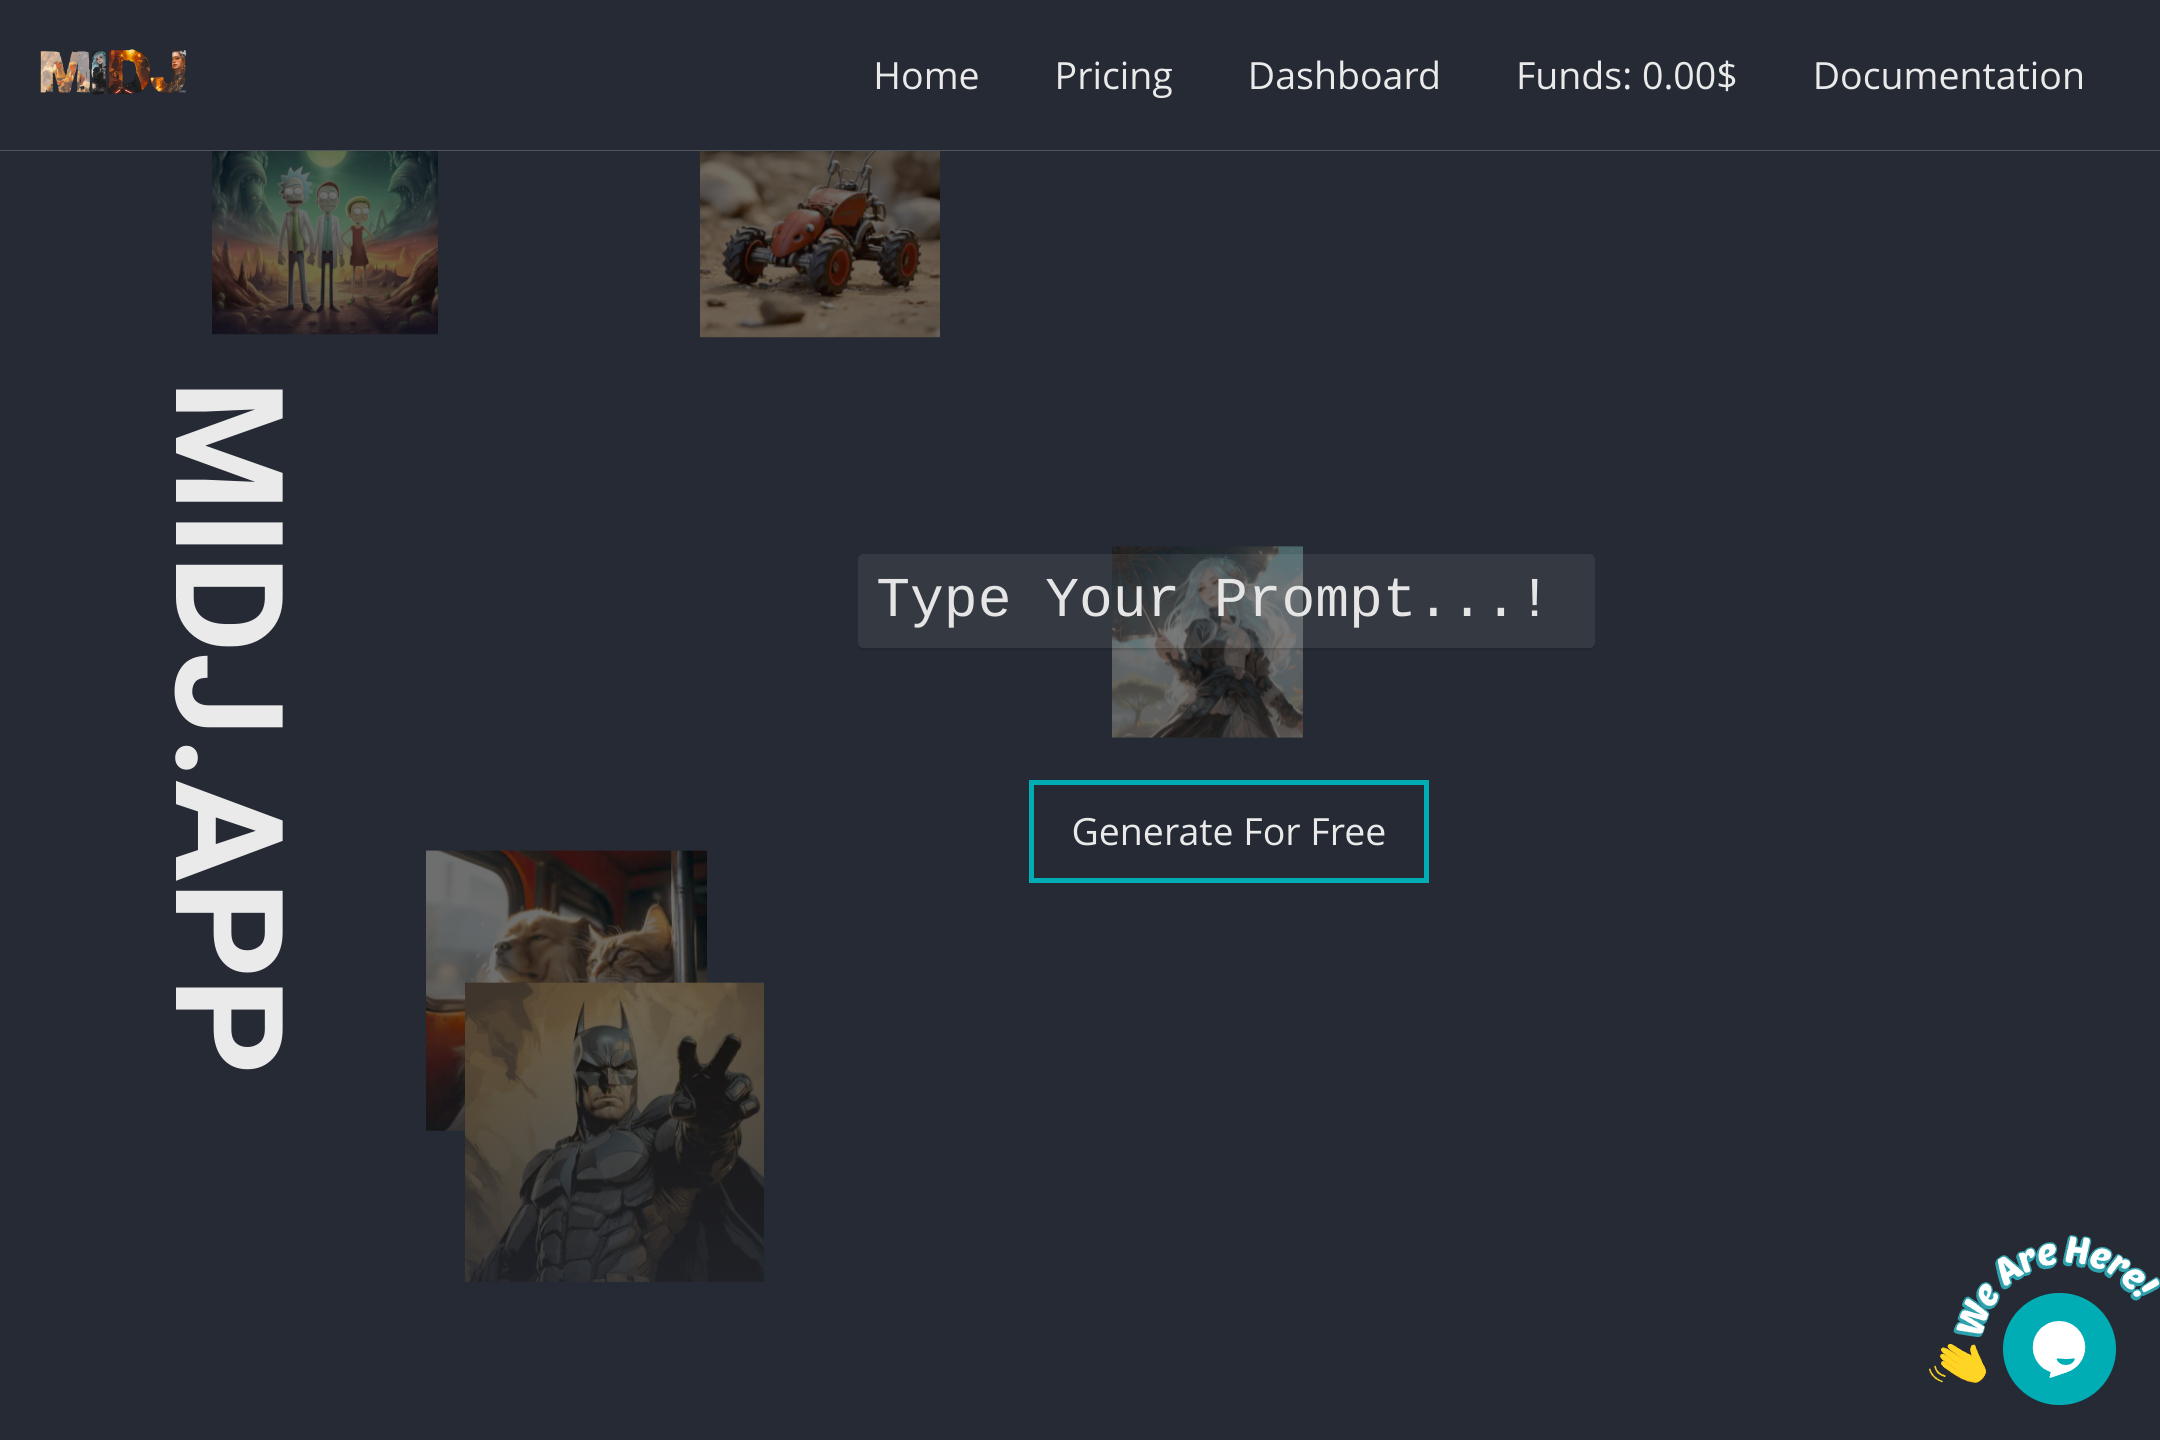 MIDJ
Home
Pricing
Dashboard
Funds: 0.00$
Documentation
MIDJ.APP
Type Your Prompt...!
Generate For Free
We Are Here!